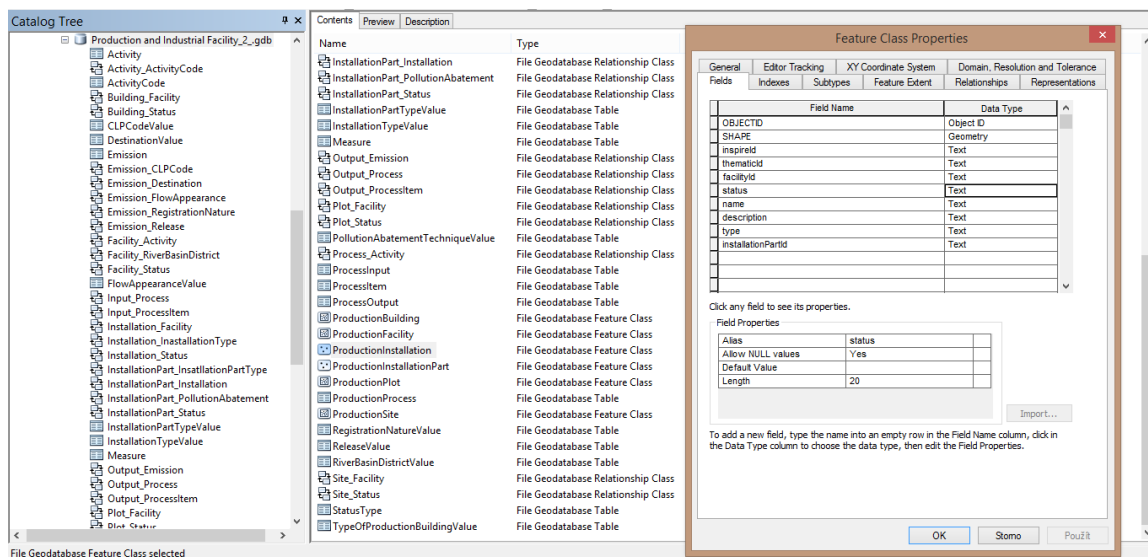 Catalog Tree
Production and Industrial Facility_2_.gdb
Activity
Activity_ActivityCode
ActivityCode
Building_Facility
Building_Status
CLPCodeValue
DestinationValue
Emission
Emission_CLPCode
Emission_Destination
Emission_FlowAppearance
Emission_RegistrationNature
Emission_Release
Facility_Activity
Facility_RiverBasinDistrict
Facility_Status
FlowAppearanceValue
Input_Process
Input_ProcessItem
Installation_Facility
Installation_InastallationType
Installation_Status
InstallationPart_InsatllationPartType
InstallationPart_Installation
InstallationPart_PollutionAbatement
InstallationPart_Status
InstallationPartTypeValue
InstallationTypeValue
Measure
Output_Emission
Output_Process
Output_ProcessItem
Plot_Facility
Plot_Status
File Geodatabase Feature Class selected
Contents Preview Description
Name Type
InstallationPart_Installation File Geodatabase Relationship Class
InstallationPart_PollutionAbatement File Geodatabase Relationship Class
InstallationPart_Status File Geodatabase Relationship Class
InstallationPartTypeValue File Geodatabase Table
InstallationTypeValue File Geodatabase Table
Measure File Geodatabase Table
Output_Emission File Geodatabase Relationship Class
Output_Process File Geodatabase Relationship Class
Output_ProcessItem File Geodatabase Relationship Class
Plot_Facility File Geodatabase Relationship Class
Plot_Status File Geodatabase Relationship Class
PollutionAbatementTechniqueValue File Geodatabase Table
Process_Activity File Geodatabase Relationship Class
ProcessInput File Geodatabase Table
ProcessItem File Geodatabase Table
ProcessOutput File Geodatabase Table
ProductionBuilding File Geodatabase Feature Class
ProductionFacility File Geodatabase Feature Class
ProductionInstallation File Geodatabase Feature Class
ProductionInstallationPart File Geodatabase Feature Class
ProductionPlot File Geodatabase Feature Class
ProductionProcess File Geodatabase Table
ProductionSite File Geodatabase Feature Class
RegistrationNatureValue File Geodatabase Table
ReleaseValue File Geodatabase Table
RiverBasinDistrictValue File Geodatabase Table
Site_Facility File Geodatabase Relationship Class
Site_Status File Geodatabase Relationship Class
StatusType File Geodatabase Table
TypeOfProductionBuildingValue File Geodatabase Table
Feature Class Properties
General Editor Tracking XY Coordinate System Domain, Resolution and Tolerance
Fields Indexes Subtypes Feature Extent Relationships Representations
Field Name Data Type
OBJECTID Object ID
SHAPE Geometry
inspireId Text
thematicId Text
facilityId Text
status Text
name Text
description Text
type Text
installationPartId Text
Click any field to see its properties.
Field Properties
Alias status
Allow NULL values Yes
Default Value
Length 20
Import...
To add a new field, type the name into an empty row in the Field Name column, click in
the Data Type column to choose the data type, then edit the Field Properties.
OK Storno Použít